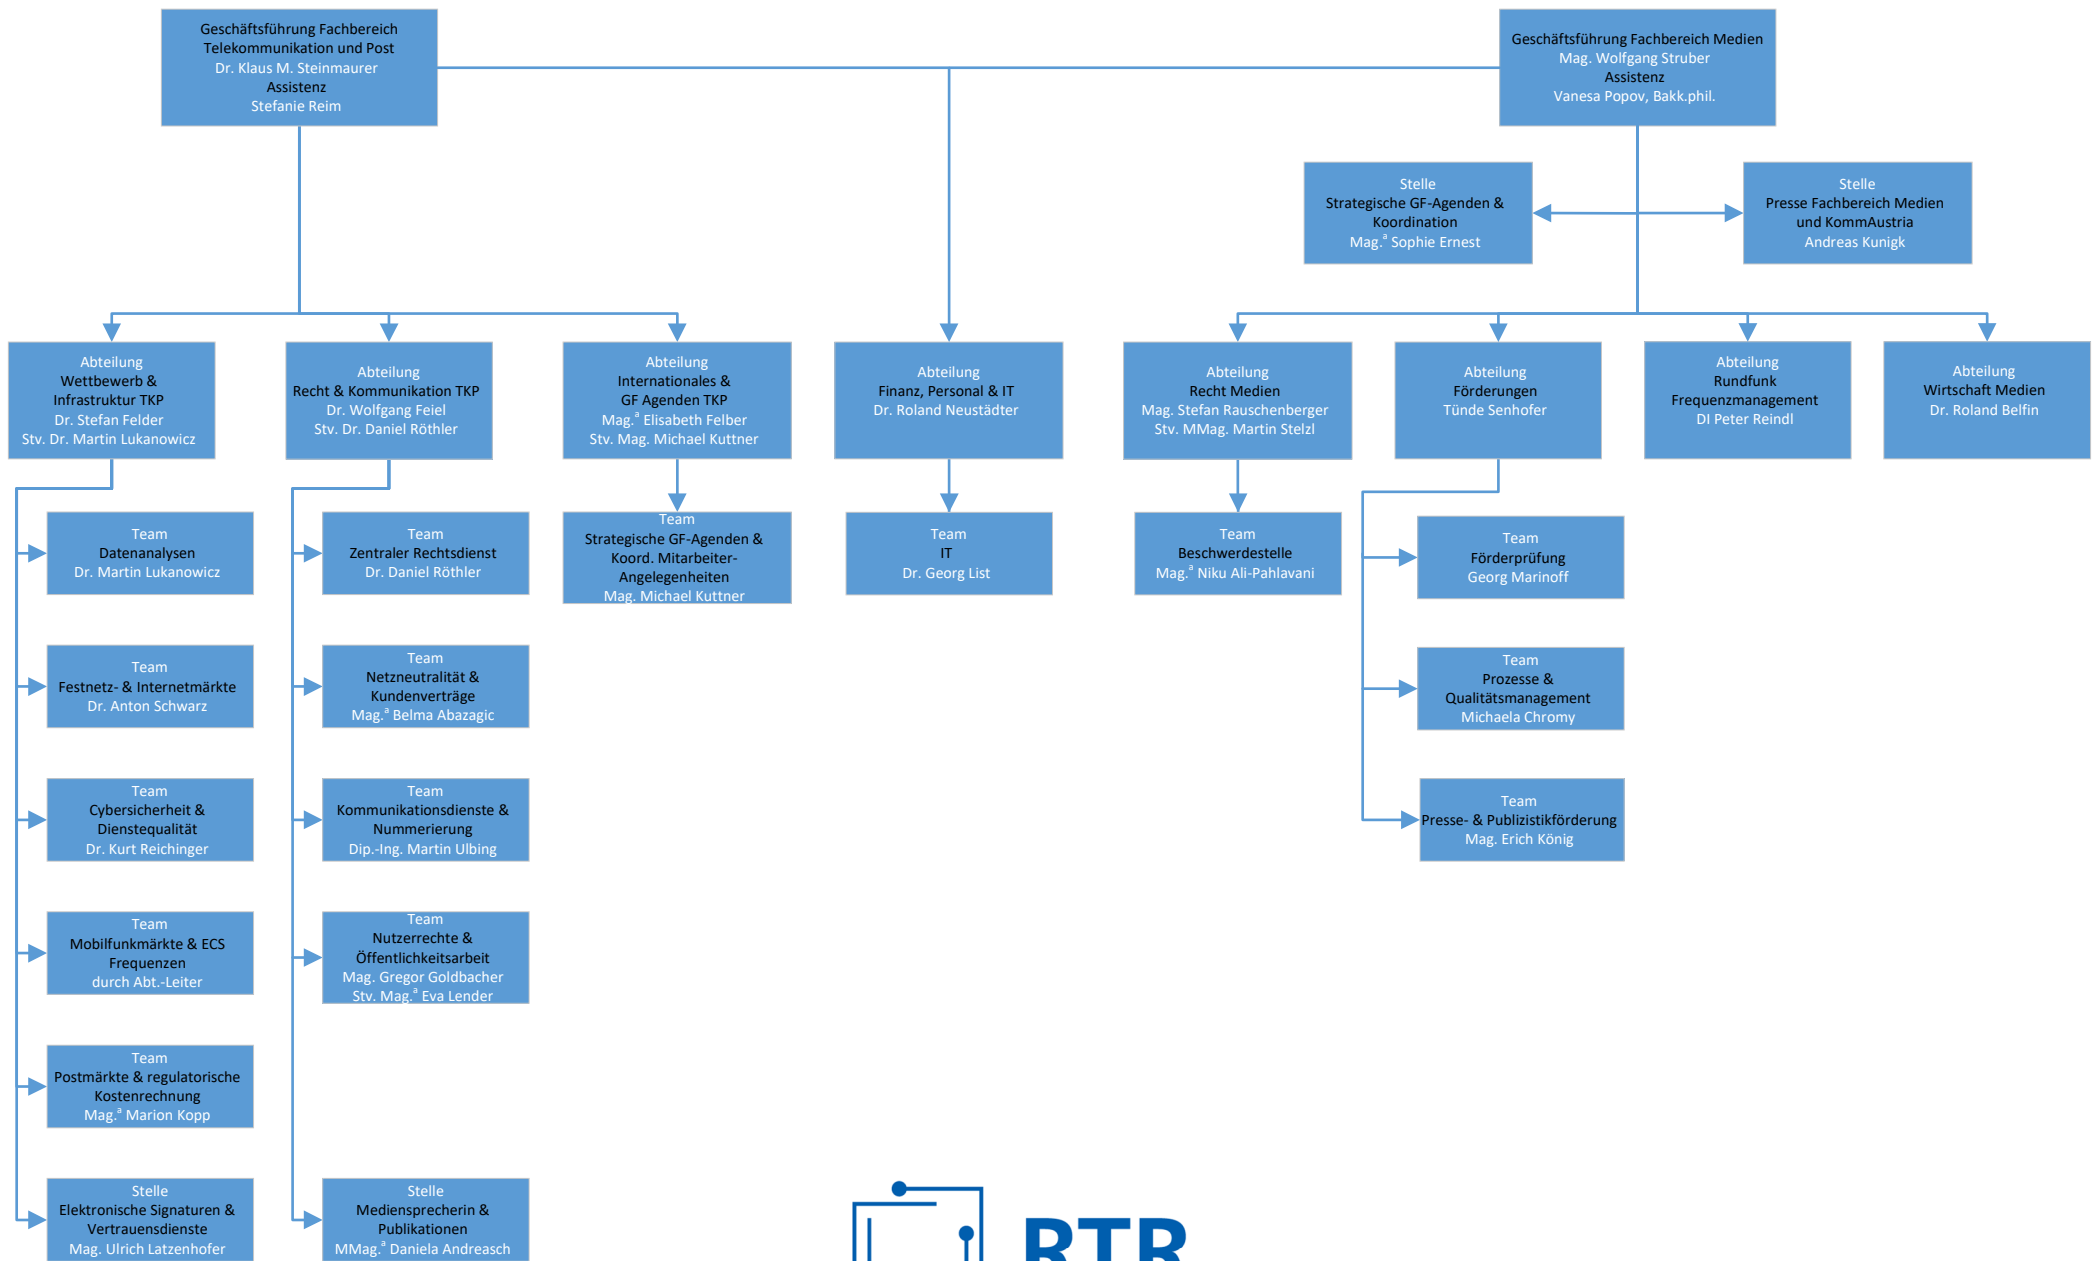 Geschäftsführung Fachbereich
Telekommunikation und Post
Dr. Klaus M. Steinmaurer
Assistenz
Stefanie Reim
Geschäftsführung Fachbereich Medien
Mag. Wolfgang Struber
Assistenz
Vanesa Popov, Bakk.phil.
Stelle
Strategische GF-Agenden &
Koordination
Mag.ª Sophie Ernest
Stelle
Presse Fachbereich Medien
und KommAustria
Andreas Kunigk
Abteilung
Wettbewerb &
Infrastruktur TKP
Dr. Stefan Felder
Stv. Dr. Martin Lukanowicz
Abteilung
Recht & Kommunikation TKP
Dr. Wolfgang Feiel
Stv. Dr. Daniel Röthler
Abteilung
Internationales &
GF Agenden TKP
Mag.ª Elisabeth Felber
Stv. Mag. Michael Kuttner
Abteilung
Finanz, Personal & IT
Dr. Roland Neustädter
Abteilung
Recht Medien
Mag. Stefan Rauschenberger
Stv. MMag. Martin Stelzl
Abteilung
Förderungen
Tünde Senhofer
Abteilung
Rundfunk
Frequenzmanagement
DI Peter Reindl
Abteilung
Wirtschaft Medien
Dr. Roland Belfin
Team
Datenanalysen
Dr. Martin Lukanowicz
Team
Zentraler Rechtsdienst
Dr. Daniel Röthler
Team
Strategische GF-Agenden &
Koord. Mitarbeiter-
Angelegenheiten
Mag. Michael Kuttner
Team
IT
Dr. Georg List
Team
Beschwerdestelle
Mag.ª Niku Ali-Pahlavani
Team
Förderprüfung
Georg Marinoff
Team
Festnetz- & Internetmärkte
Dr. Anton Schwarz
Team
Netzneutralität &
Kundenverträge
Mag.ª Belma Abazagic
Team
Prozesse &
Qualitätsmanagement
Michaela Chromy
Team
Cybersicherheit &
Dienstequalität
Dr. Kurt Reichinger
Team
Kommunikationsdienste &
Nummerierung
Dip.-Ing. Martin Ulbing
Team
Presse- & Publizistikförderung
Mag. Erich König
Team
Mobilfunkmärkte & ECS
Frequenzen
durch Abt.-Leiter
Team
Nutzerrechte &
Öffentlichkeitsarbeit
Mag. Gregor Goldbacher
Stv. Mag.ª Eva Lender
Team
Postmärkte & regulatorische
Kostenrechnung
Mag.ª Marion Kopp
Stelle
Elektronische Signaturen &
Vertrauensdienste
Mag. Ulrich Latzenhofer
Stelle
Mediensprecherin &
Publikationen
MMag.ª Daniela Andreasch
RTR